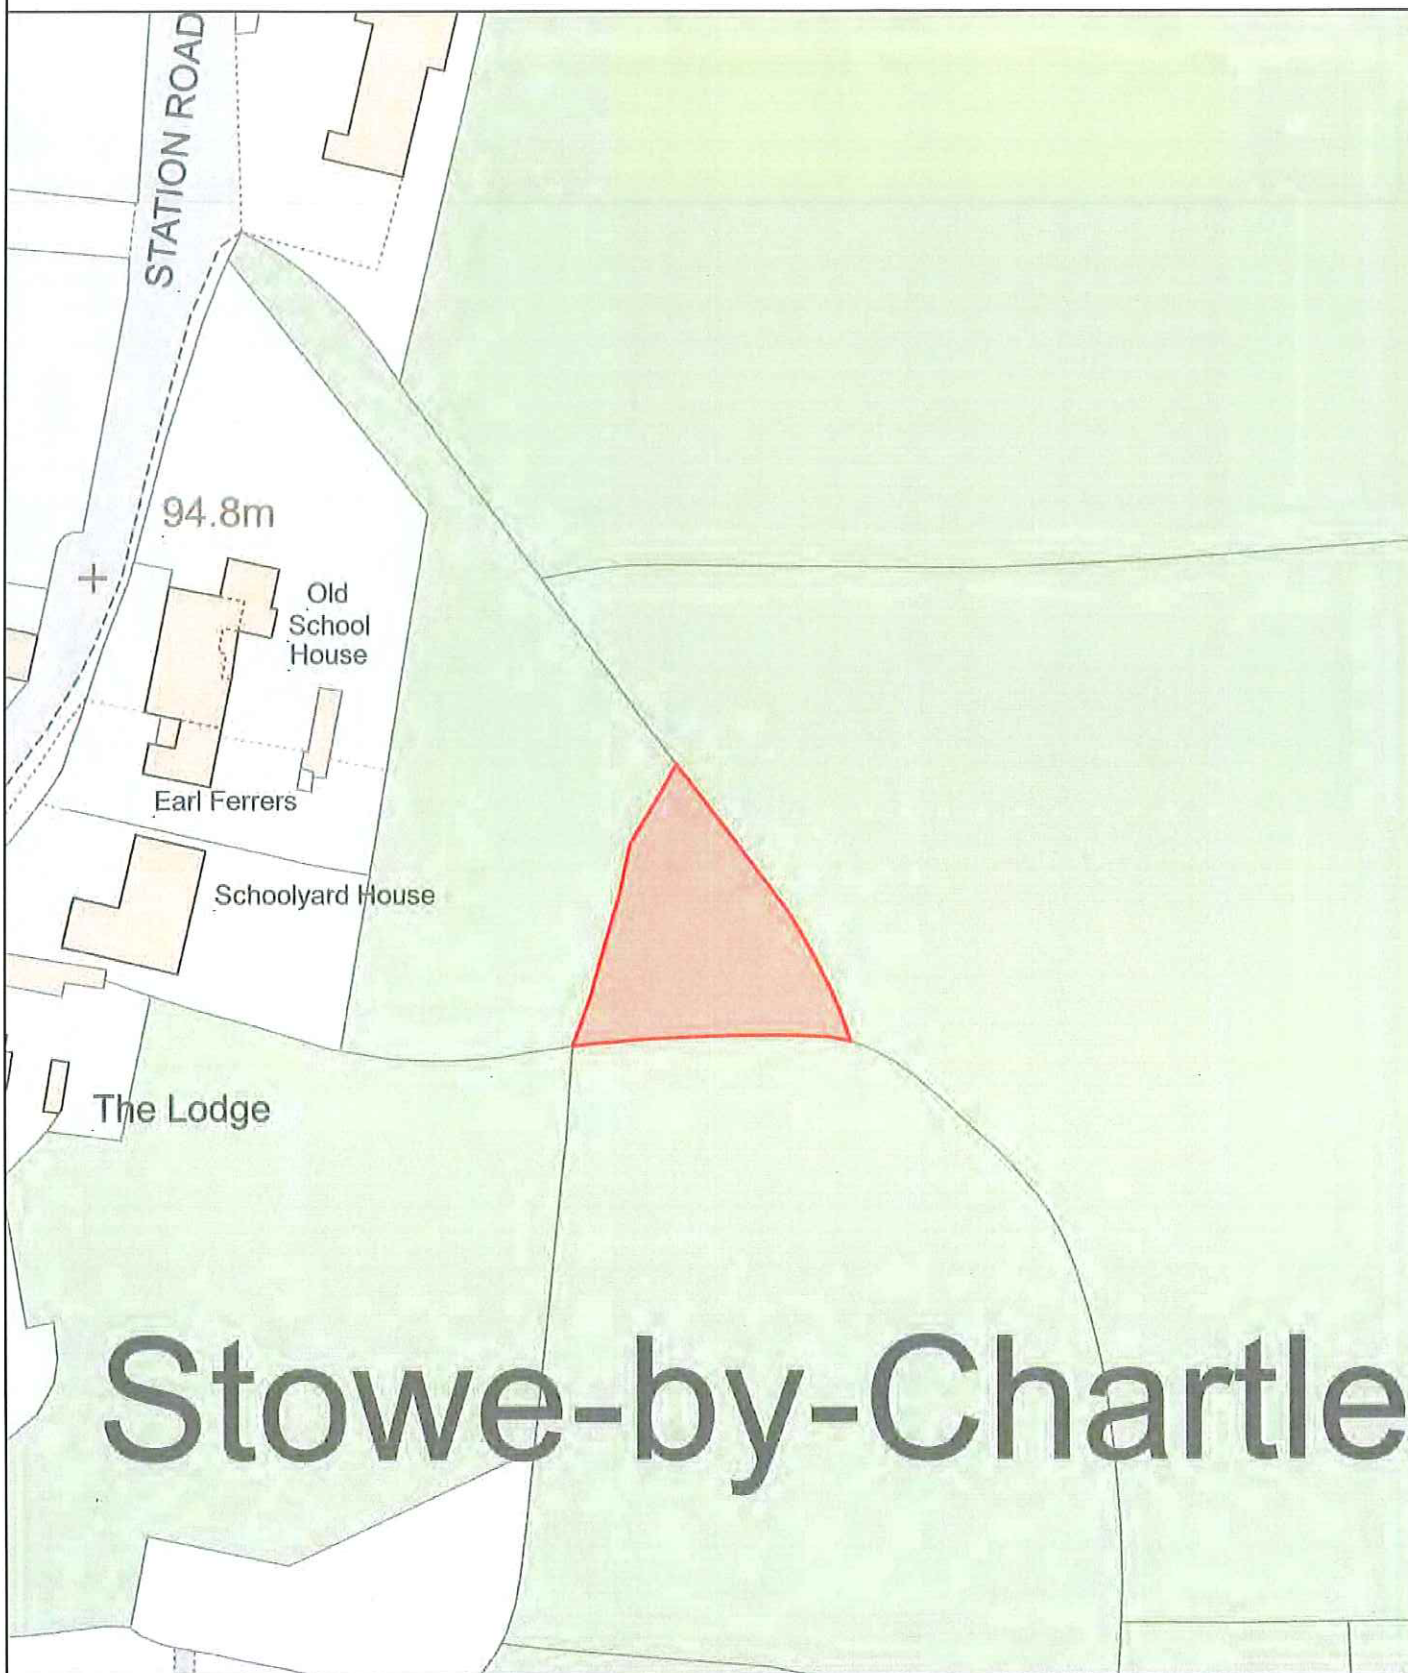 STATION ROAD
94.8m
Old
School
House
Earl Ferrers
Schoolyard House
The Lodge
Stowe-by-Chartle